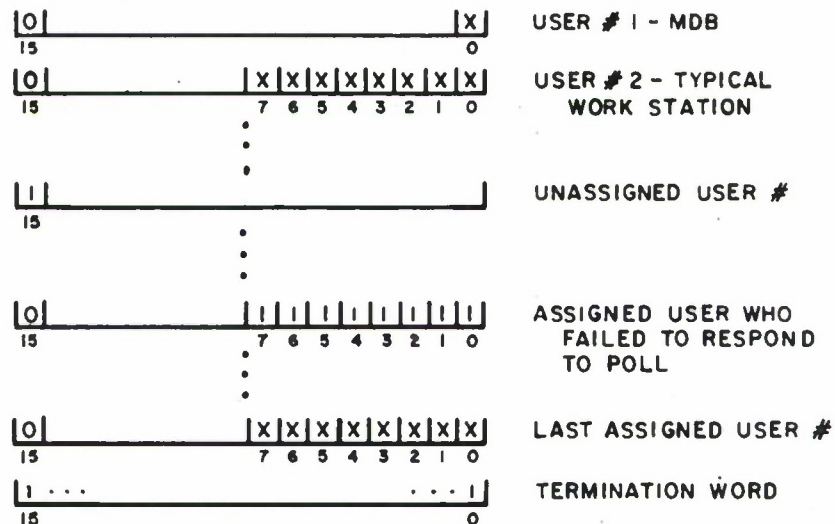 0 X USER # 1 - MDB
15 0
0 X X X X X X X X USER # 2 - TYPICAL
15 7 6 5 4 3 2 1 0 WORK STATION
1 UNASSIGNED USER #
15
0 1 1 1 1 1 1 1 1 ASSIGNED USER WHO
15 7 6 5 4 3 2 1 0 FAILED TO RESPOND
TO POLL
0 X X X X X X X X LAST ASSIGNED USER #
15 7 6 5 4 3 2 1 0
1 ... ... 1 TERMINATION WORD
15 0